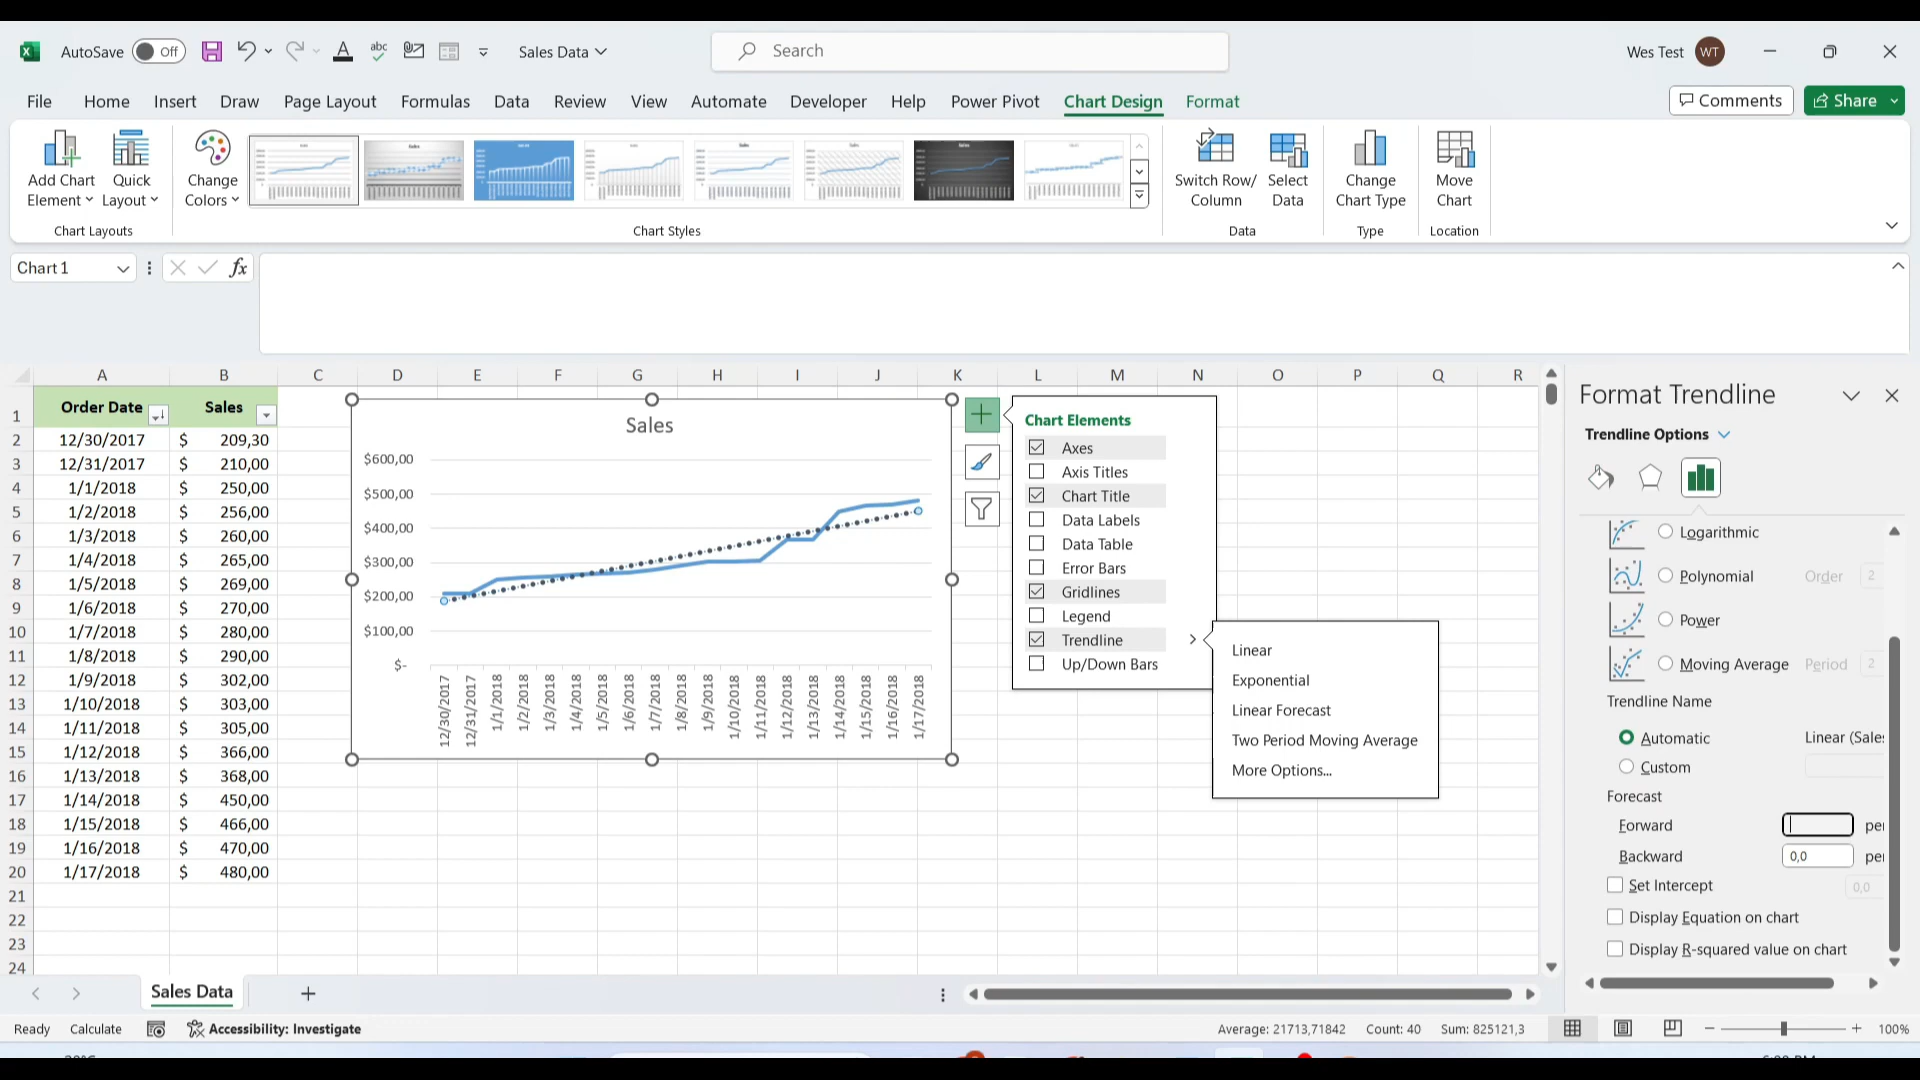 AutoSave Off
abc
Sales Data
Search
Wes Test WT
File Home Insert Draw Page Layout Formulas Data Review View Automate Developer Help Power Pivot Chart Design Format
Comments Share
Add Chart Element
Quick Layout
Change Colors
Switch Row/ Column
Select Data
Change Chart Type
Move Chart
Chart Layouts Chart Styles Data Type Location
Chart 1 fx
A B C D E F G H I J K L M N O P Q R
1 Order Date Sales
2 12/30/2017 $ 209,30
3 12/31/2017 $ 210,00
4 1/1/2018 $ 250,00
5 1/2/2018 $ 256,00
6 1/3/2018 $ 260,00
7 1/4/2018 $ 265,00
8 1/5/2018 $ 269,00
9 1/6/2018 $ 270,00
10 1/7/2018 $ 280,00
11 1/8/2018 $ 290,00
12 1/9/2018 $ 302,00
13 1/10/2018 $ 303,00
14 1/11/2018 $ 305,00
15 1/12/2018 $ 366,00
16 1/13/2018 $ 368,00
17 1/14/2018 $ 450,00
18 1/15/2018 $ 466,00
19 1/16/2018 $ 470,00
20 1/17/2018 $ 480,00
21
22
23
24
Sales
$600,00
$500,00
$400,00
$300,00
$200,00
$100,00
$-
12/30/2017
12/31/2017
1/1/2018
1/2/2018
1/3/2018
1/4/2018
1/5/2018
1/6/2018
1/7/2018
1/8/2018
1/9/2018
1/10/2018
1/11/2018
1/12/2018
1/13/2018
1/14/2018
1/15/2018
1/16/2018
1/17/2018
Chart Elements
Axes
Axis Titles
Chart Title
Data Labels
Data Table
Error Bars
Gridlines
Legend
Trendline
Up/Down Bars
Linear
Exponential
Linear Forecast
Two Period Moving Average
More Options...
Format Trendline
Trendline Options
Logarithmic
Polynomial Order 2
Power
Moving Average Period 2
Trendline Name
Automatic Linear (Sale
Custom
Forecast
Forward pe
Backward 0,0 pe
Set Intercept 0,0
Display Equation on chart
Display R-squared value on chart
Sales Data
Ready Calculate Accessibility: Investigate Average: 21713,71842 Count: 40 Sum: 825121,3 100%